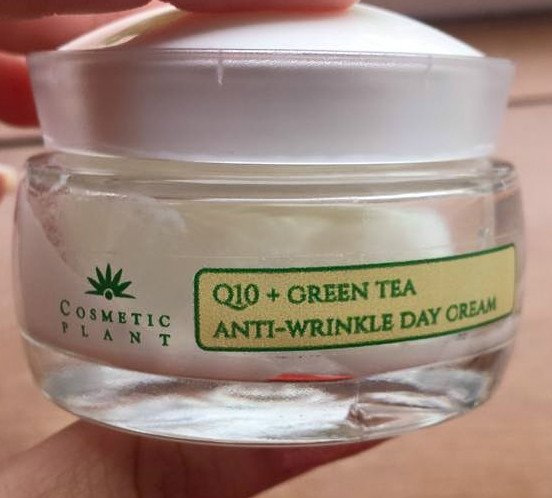 COSMETIC
PLANT
Q10 + GREEN TEA
ANTI-WRINKLE DAY CREAM